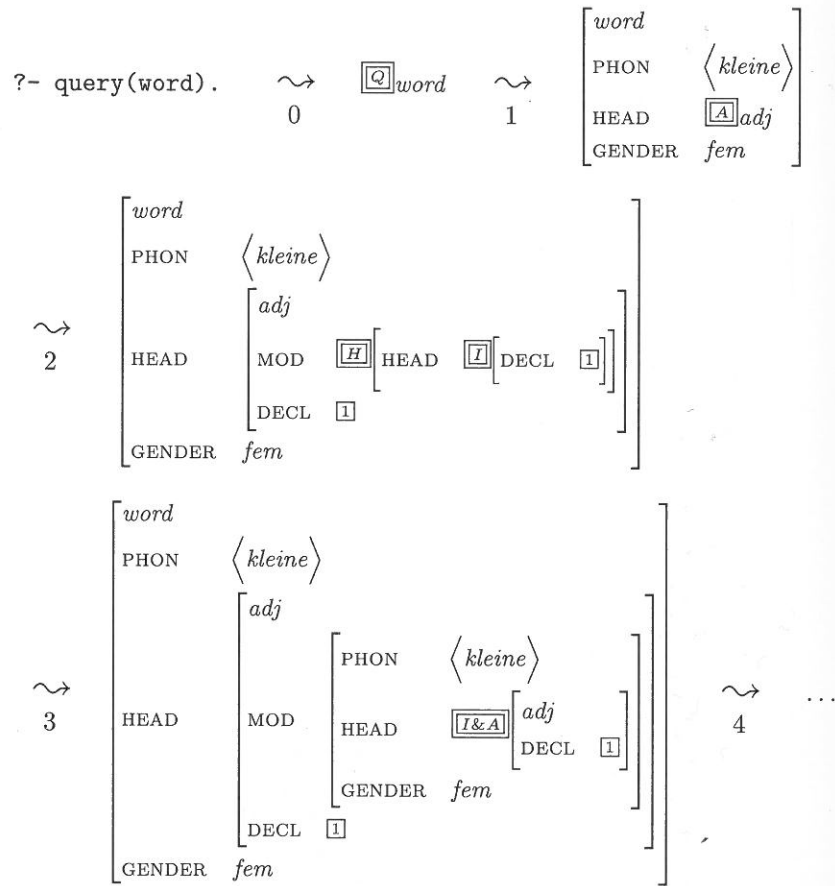 ?- query(word). ⇝ 0 [Q] word ⇝ 1
word
PHON ⟨kleine⟩
HEAD [A] adj
GENDER fem
⇝ 2
word
PHON ⟨kleine⟩
adj
HEAD MOD [H] [HEAD [I] [DECL [1]]]
DECL [1]
GENDER fem
⇝ 3
word
PHON ⟨kleine⟩
adj
PHON ⟨kleine⟩
HEAD MOD HEAD [I&A] [adj DECL [1]]
GENDER fem
DECL [1]
GENDER fem
⇝ 4 ...